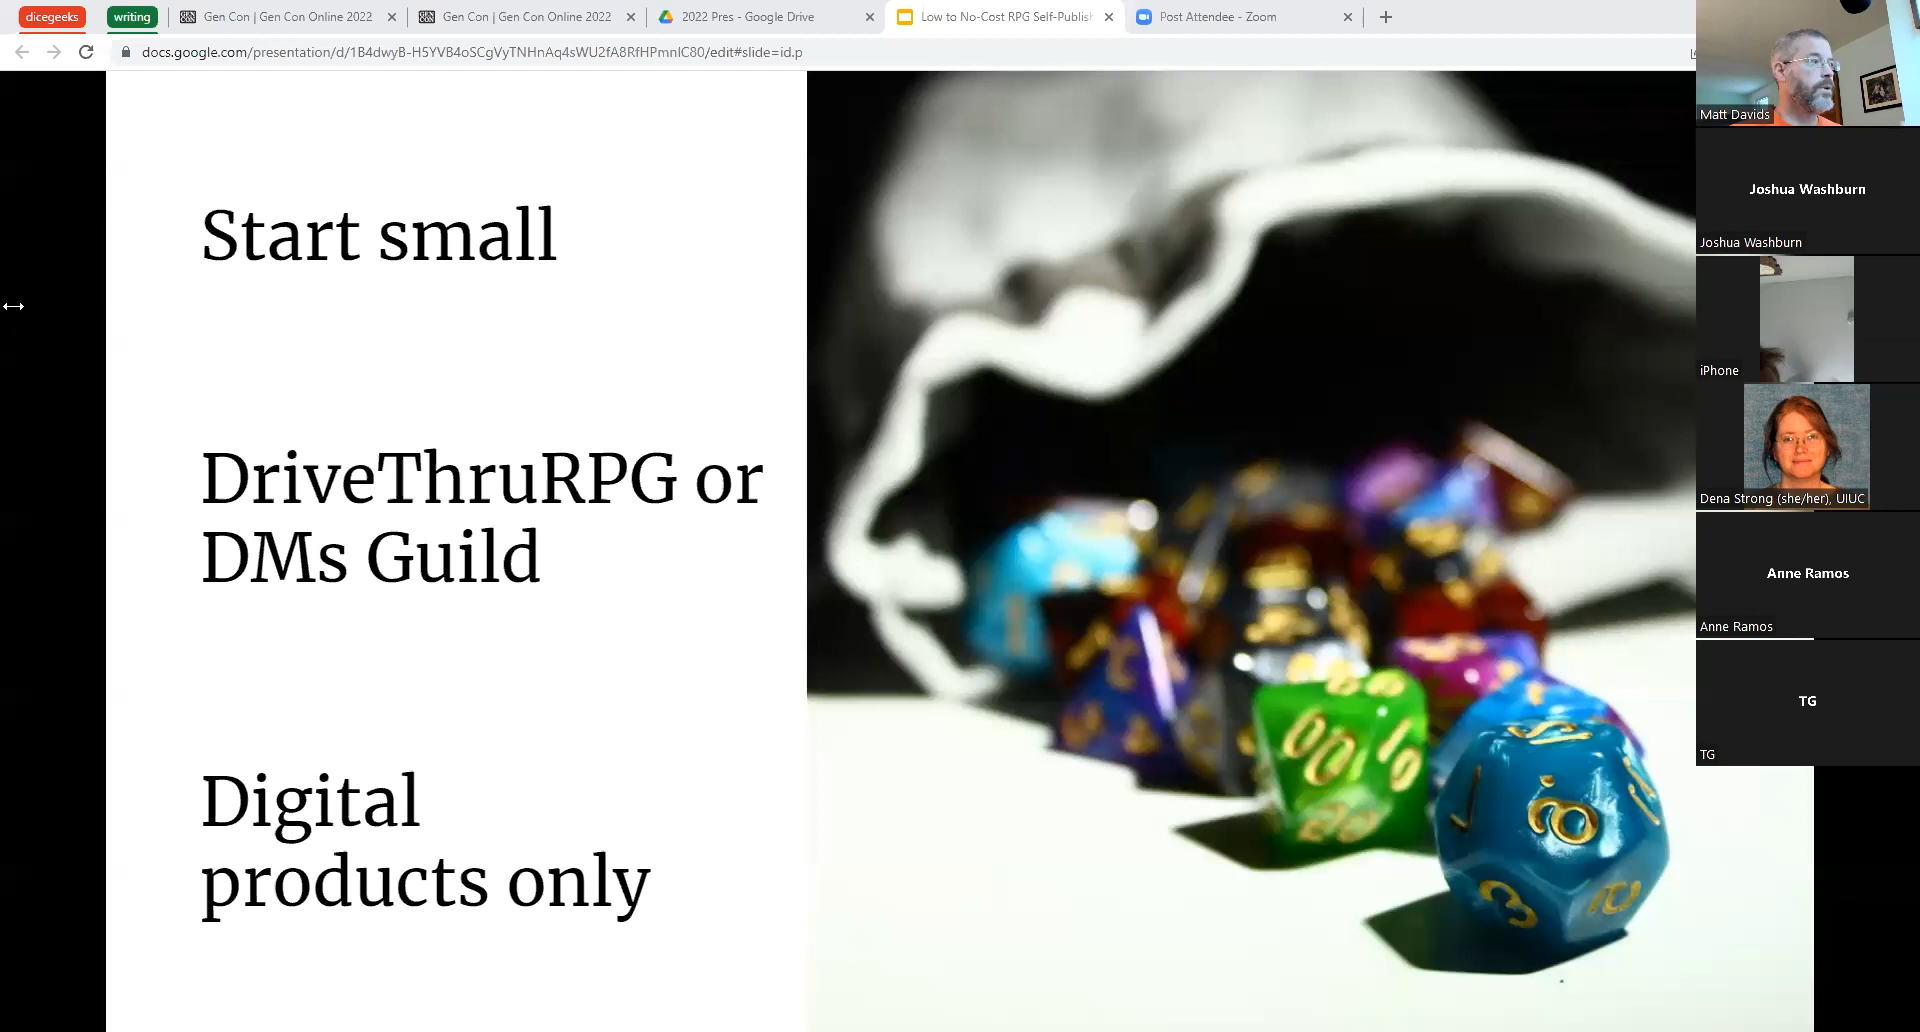 dicegeeks
writing
Gen Con | Gen Con Online 2022
Gen Con | Gen Con Online 2022
2022 Pres - Google Drive
Low to No-Cost RPG Self-Publish
Post Attendee - Zoom
docs.google.com/presentation/d/1B4dwyB-H5YVB4oSCgVyTNHnAq4sWU2fA8RfHPmnlC80/edit#slide=id.p
Start small
DriveThruRPG or
DMs Guild
Digital
products only
Matt Davids
Joshua Washburn
Joshua Washburn
iPhone
Dena Strong (she/her), UIUC
Anne Ramos
Anne Ramos
TG
TG